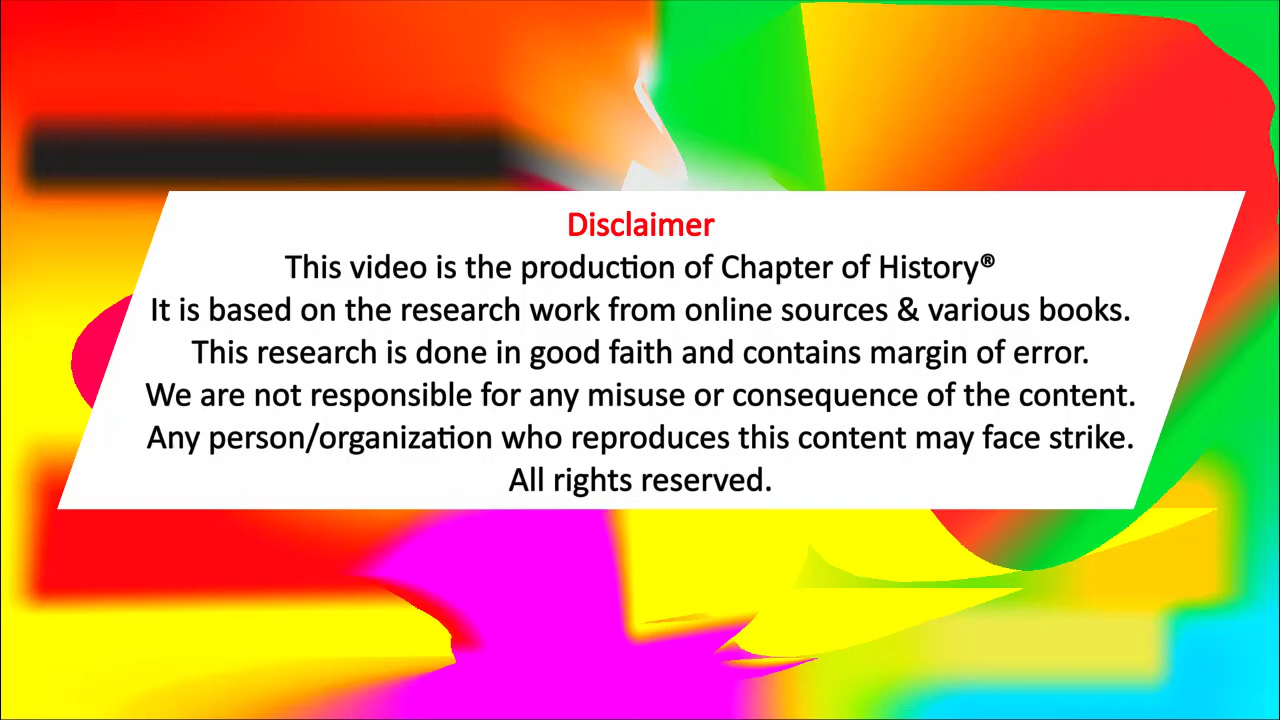 Disclaimer
This video is the production of Chapter of History®
It is based on the research work from online sources & various books.
This research is done in good faith and contains margin of error.
We are not responsible for any misuse or consequence of the content.
Any person/organization who reproduces this content may face strike.
All rights reserved.